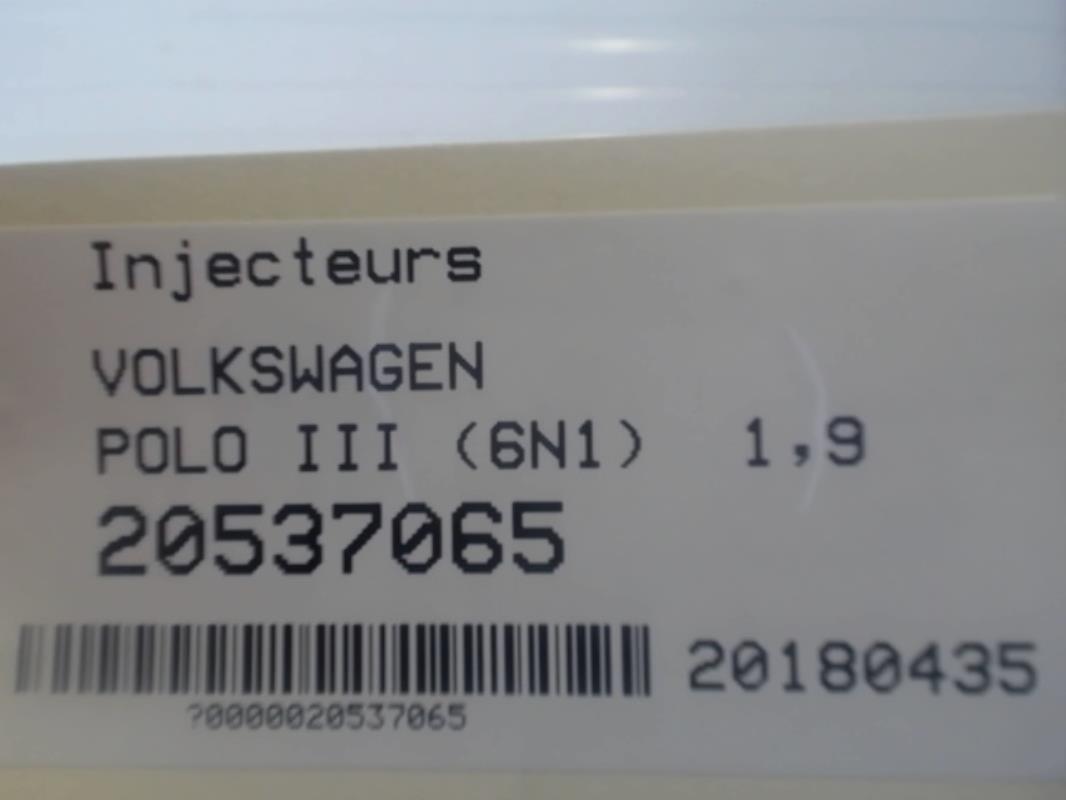 Injecteurs
VOLKSWAGEN
POLO III (6N1) 1,9
20537065
20180435
?0000020537065